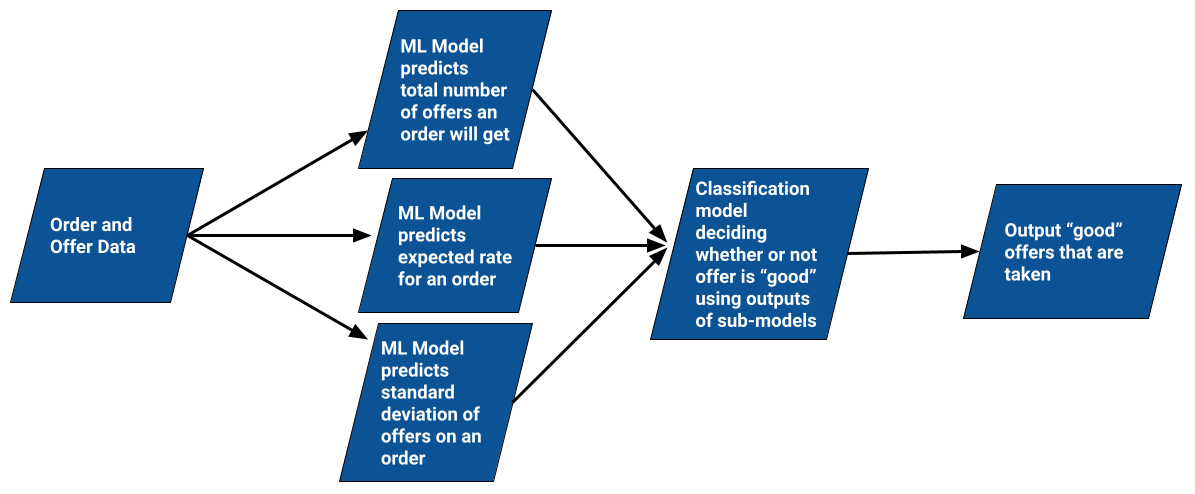 Order and
Offer Data
ML Model
predicts
total number
of offers an
order will get
ML Model
predicts
expected rate
for an order
ML Model
predicts
standard
deviation of
offers on an
order
Classification
model
deciding
whether or not
offer is “good”
using outputs
of sub-models
Output “good”
offers that are
taken